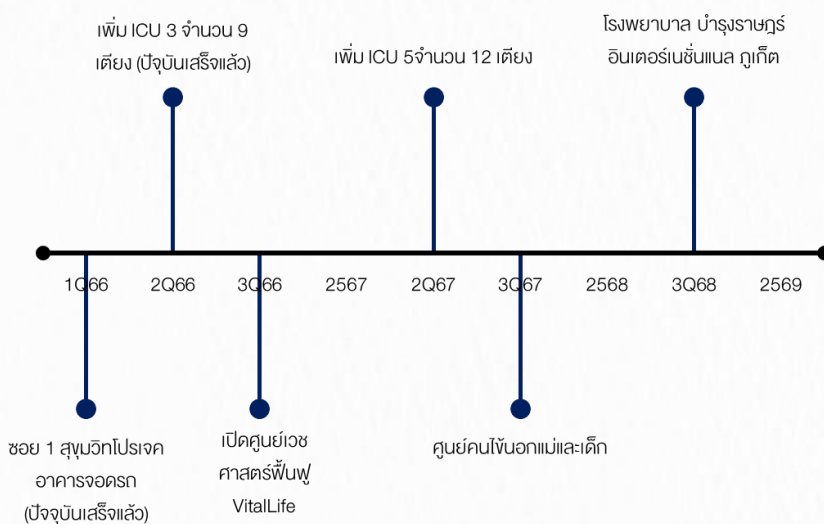 เพิ่ม ICU 3 จำนวน 9
เตียง (ปัจุบันเสร็จแล้ว)
เพิ่ม ICU 5จำนวน 12 เตียง
โรงพยาบาล บำรุงราษฎร์
อินเตอร์เนชั่นแนล ภูเก็ต
1Q66
2Q66
3Q66
2567
2Q67
3Q67
2568
3Q68
2569
ซอย 1 สุขุมวิทโปรเจค
อาคารจอดรถ
(ปัจจุบันเสร็จแล้ว)
เปิดศูนย์เวช
ศาสตร์ฟื้นฟู
VitalLife
ศูนย์คนไข้นอกแม่และเด็ก